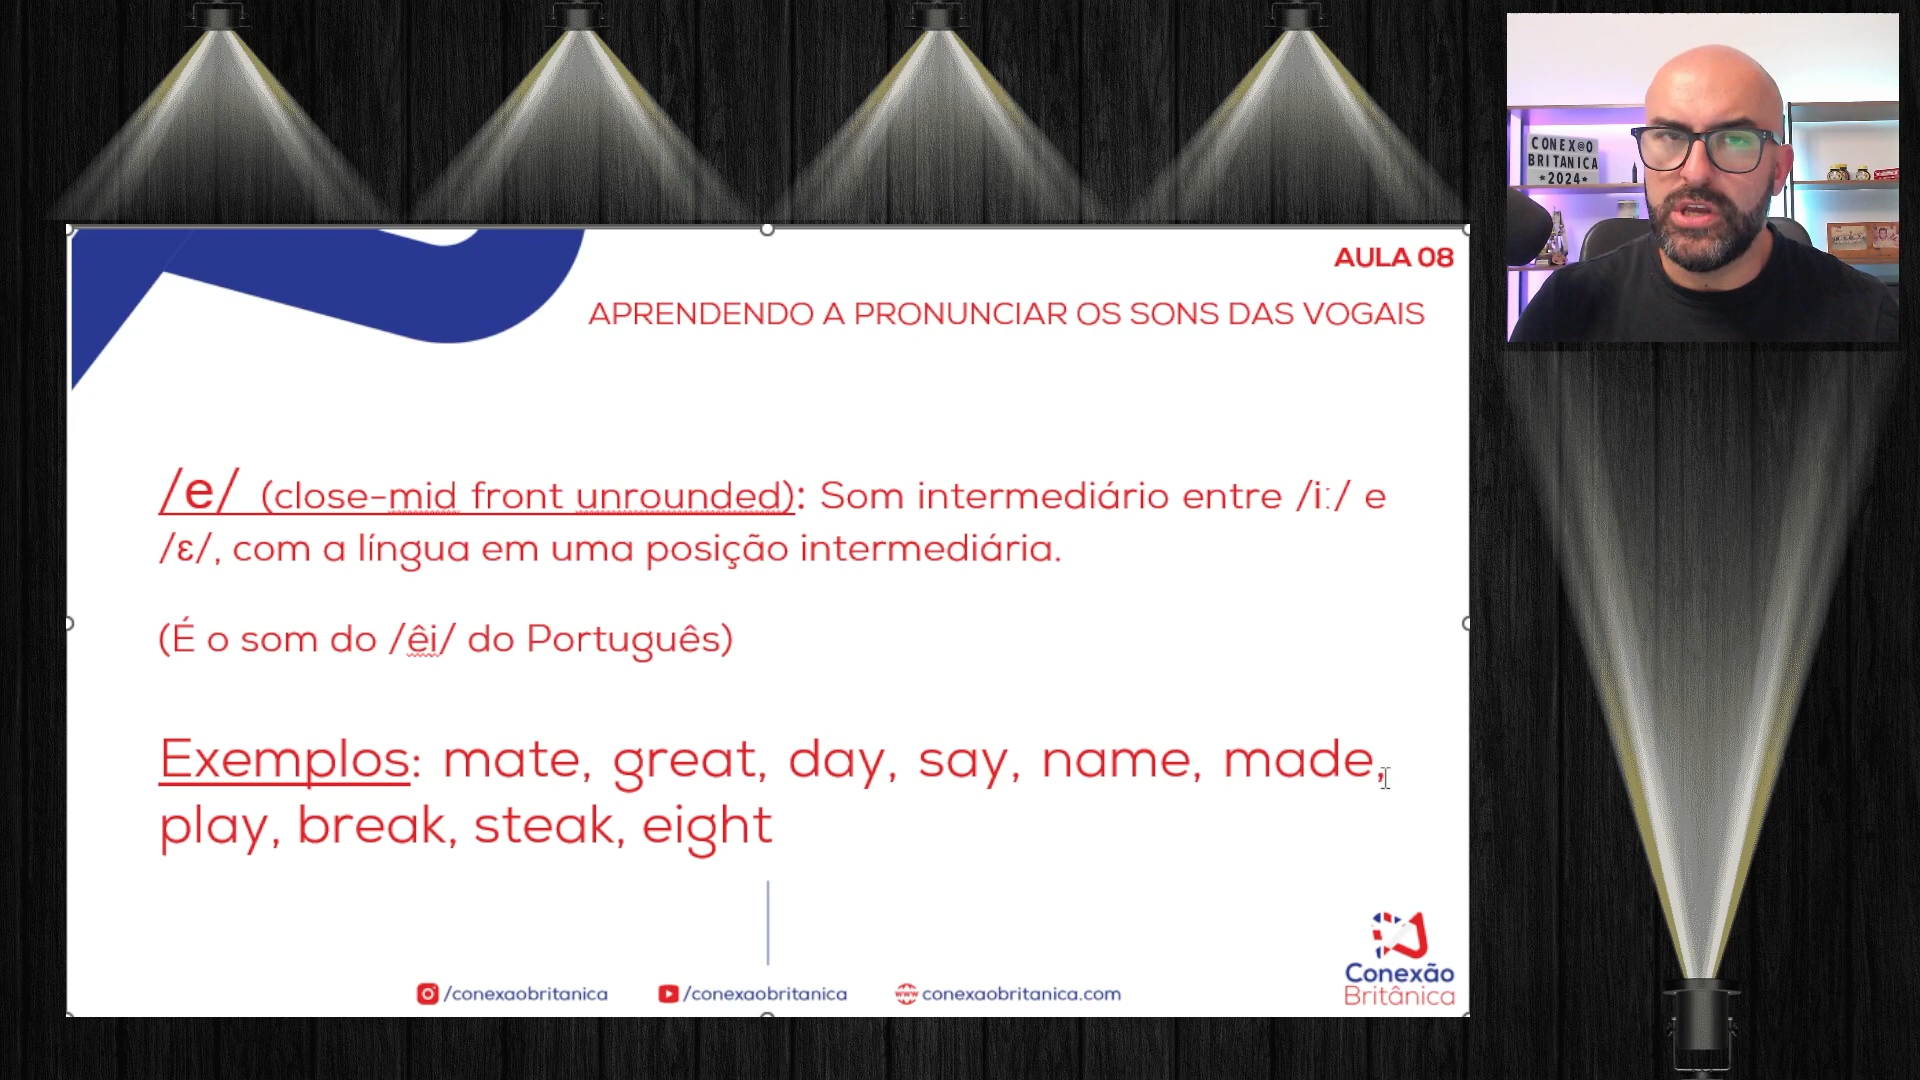 CONEX@O
BRITANICA
*2024*
AULA 08
APRENDENDO A PRONUNCIAR OS SONS DAS VOGAIS
/e/ (close-mid front unrounded): Som intermediário entre /i:/ e
/ɛ/, com a língua em uma posição intermediária.
(É o som do /êi/ do Português)
Exemplos: mate, great, day, say, name, made,
play, break, steak, eight
/conexaobritanica
/conexaobritanica
www conexaobritanica.com
Conexão
Britânica